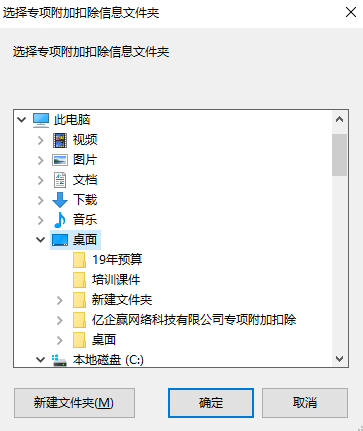 选择专项附加扣除信息文件夹
选择专项附加扣除信息文件夹
此电脑
视频
图片
文档
下载
音乐
桌面
19年预算
培训课件
新建文件夹
亿企赢网络科技有限公司专项附加扣除
桌面
本地磁盘 (C:)
新建文件夹(M) 确定 取消